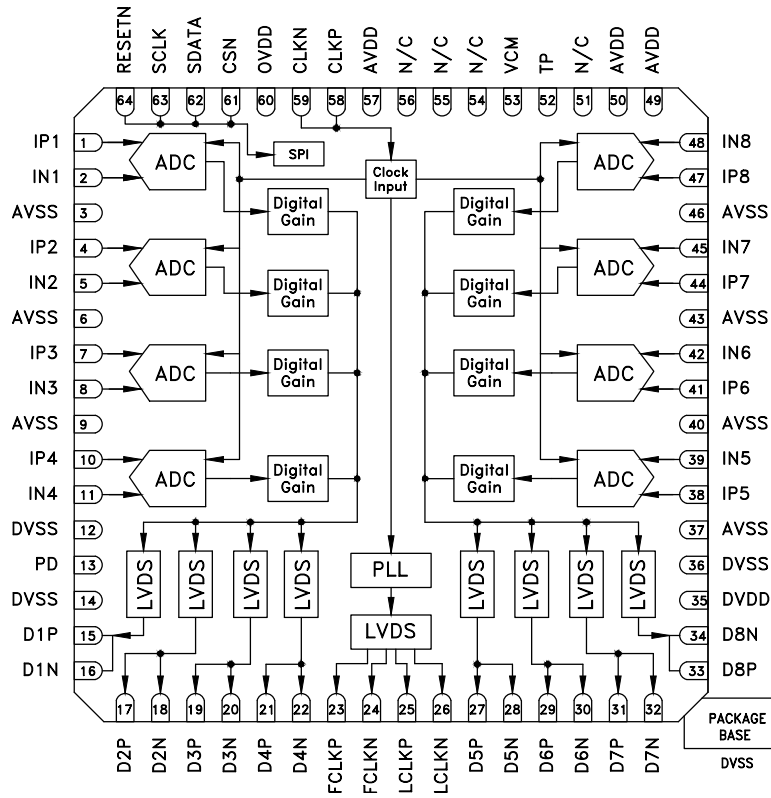 RESETN SCLK SDATA CSN OVDD CLKN CLKP AVDD N/C N/C N/C VCM TP N/C AVDD AVDD
64 63 62 61 60 59 58 57 56 55 54 53 52 51 50 49
IP1 1 ADC SPI Clock Input ADC 48 IN8
IN1 2 47 IP8
Digital Gain Digital Gain
AVSS 3 46 AVSS
IP2 4 ADC ADC 45 IN7
IN2 5 Digital Gain Digital Gain 44 IP7
AVSS 6 43 AVSS
IP3 7 ADC Digital Gain Digital Gain ADC 42 IN6
IN3 8 41 IP6
AVSS 9 40 AVSS
IP4 10 ADC Digital Gain Digital Gain ADC 39 IN5
IN4 11 38 IP5
DVSS 12 37 AVSS
PD 13 LVDS LVDS LVDS LVDS PLL LVDS LVDS LVDS LVDS 36 DVSS
DVSS 14 35 DVDD
D1P 15 LVDS 34 D8N
D1N 16 33 D8P
17 18 19 20 21 22 23 24 25 26 27 28 29 30 31 32
D2P D2N D3P D3N D4P D4N FCLKP FCLKN LCLKP LCLKN D5P D5N D6P D6N D7P D7N
PACKAGE
BASE
DVSS